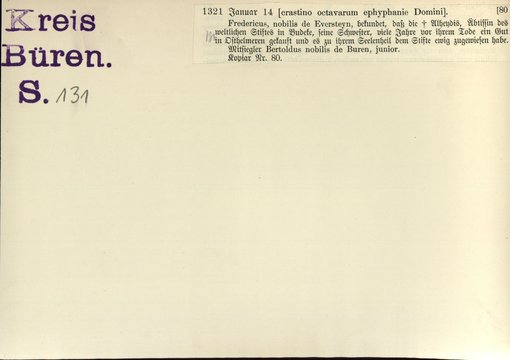 Kreis
Büren.
S. 131
1321 Januar 14 [crastino octavarum ephyphanie Domini]. [80
Fredericus, nobilis de Eversteyn, bekundet, daß die † Alheydis, Äbtissin des
weltlichen Stiftes in Budeke, seine Schwester, viele Jahre vor ihrem Tode ein Gut
in Osthelmeren gekauft und es zu ihrem Seelenheil dem Stifte ewig zugewiesen habe.
Mitsiegler Bertoldus nobilis de Buren, junior.
Kopiar Nr. 80.